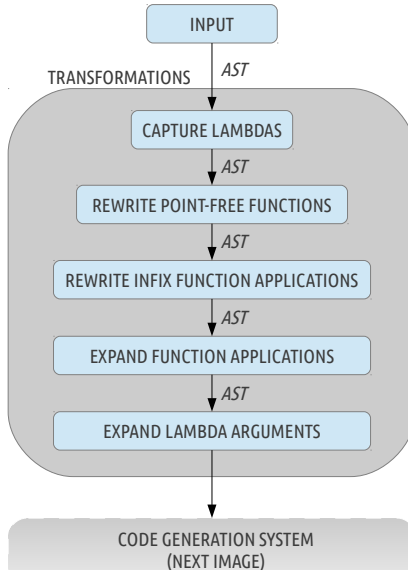 INPUT
AST
TRANSFORMATIONS
CAPTURE LAMBDAS
AST
REWRITE POINT-FREE FUNCTIONS
AST
REWRITE INFIX FUNCTION APPLICATIONS
AST
EXPAND FUNCTION APPLICATIONS
AST
EXPAND LAMBDA ARGUMENTS
CODE GENERATION SYSTEM
(NEXT IMAGE)